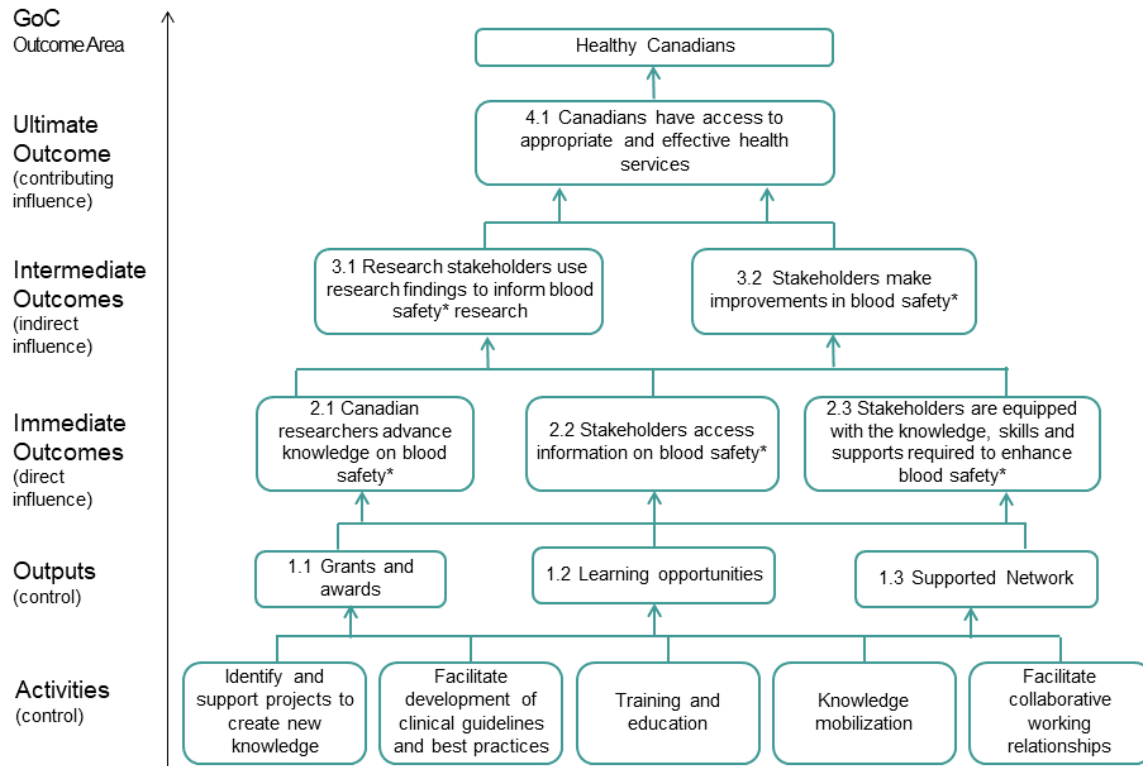 GoC
Outcome Area
Healthy Canadians
Ultimate
Outcome
(contributing
influence)
4.1 Canadians have access to
appropriate and effective health
services
Intermediate
Outcomes
(indirect
influence)
3.1 Research stakeholders use
research findings to inform blood
safety* research
3.2 Stakeholders make
improvements in blood safety*
Immediate
Outcomes
(direct
influence)
2.1 Canadian
researchers advance
knowledge on blood
safety*
2.2 Stakeholders access
information on blood safety*
2.3 Stakeholders are equipped
with the knowledge, skills and
supports required to enhance
blood safety*
Outputs
(control)
1.1 Grants and
awards
1.2 Learning opportunities
1.3 Supported Network
Activities
(control)
Identify and
support projects to
create new
knowledge
Facilitate
development of
clinical guidelines
and best practices
Training and
education
Knowledge
mobilization
Facilitate
collaborative
working
relationships